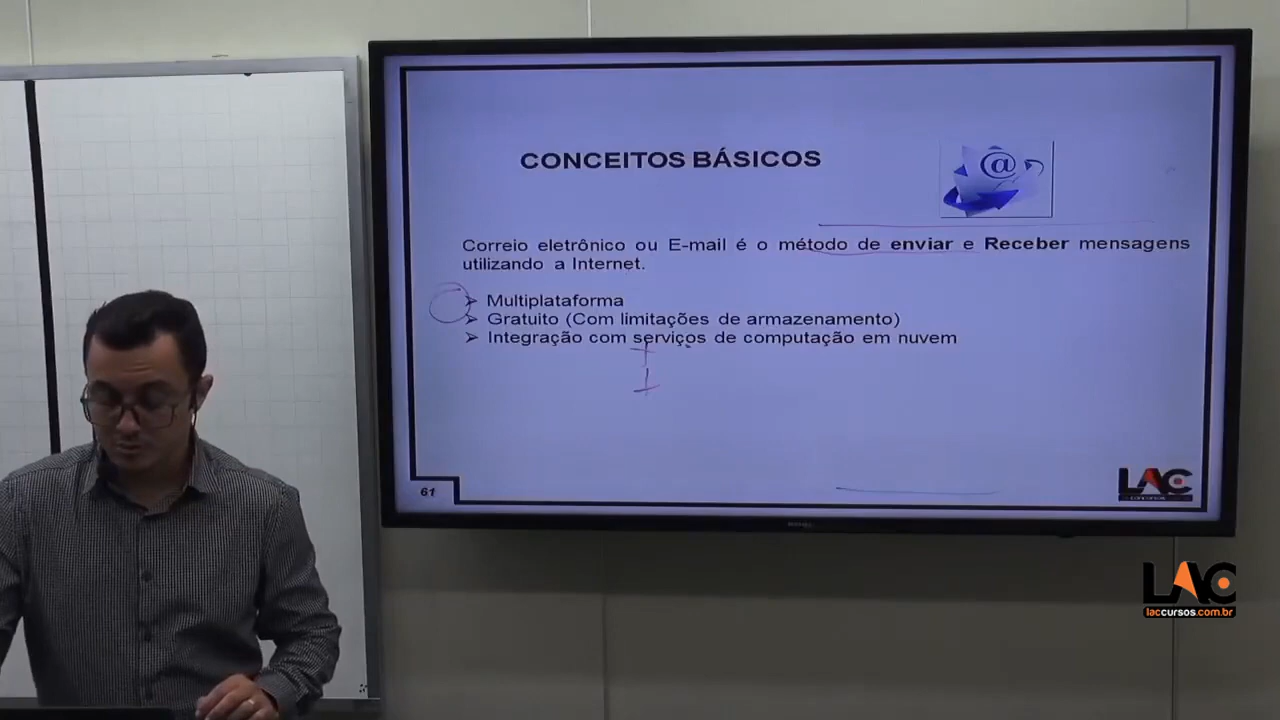 CONCEITOS BÁSICOS
@
Correio eletrônico ou E-mail é o método de enviar e Receber mensagens
utilizando a Internet.
➢ Multiplataforma
➢ Gratuito (Com limitações de armazenamento)
➢ Integração com serviços de computação em nuvem
61
LAC
CONCURSOS
LAC
laccursos.com.br